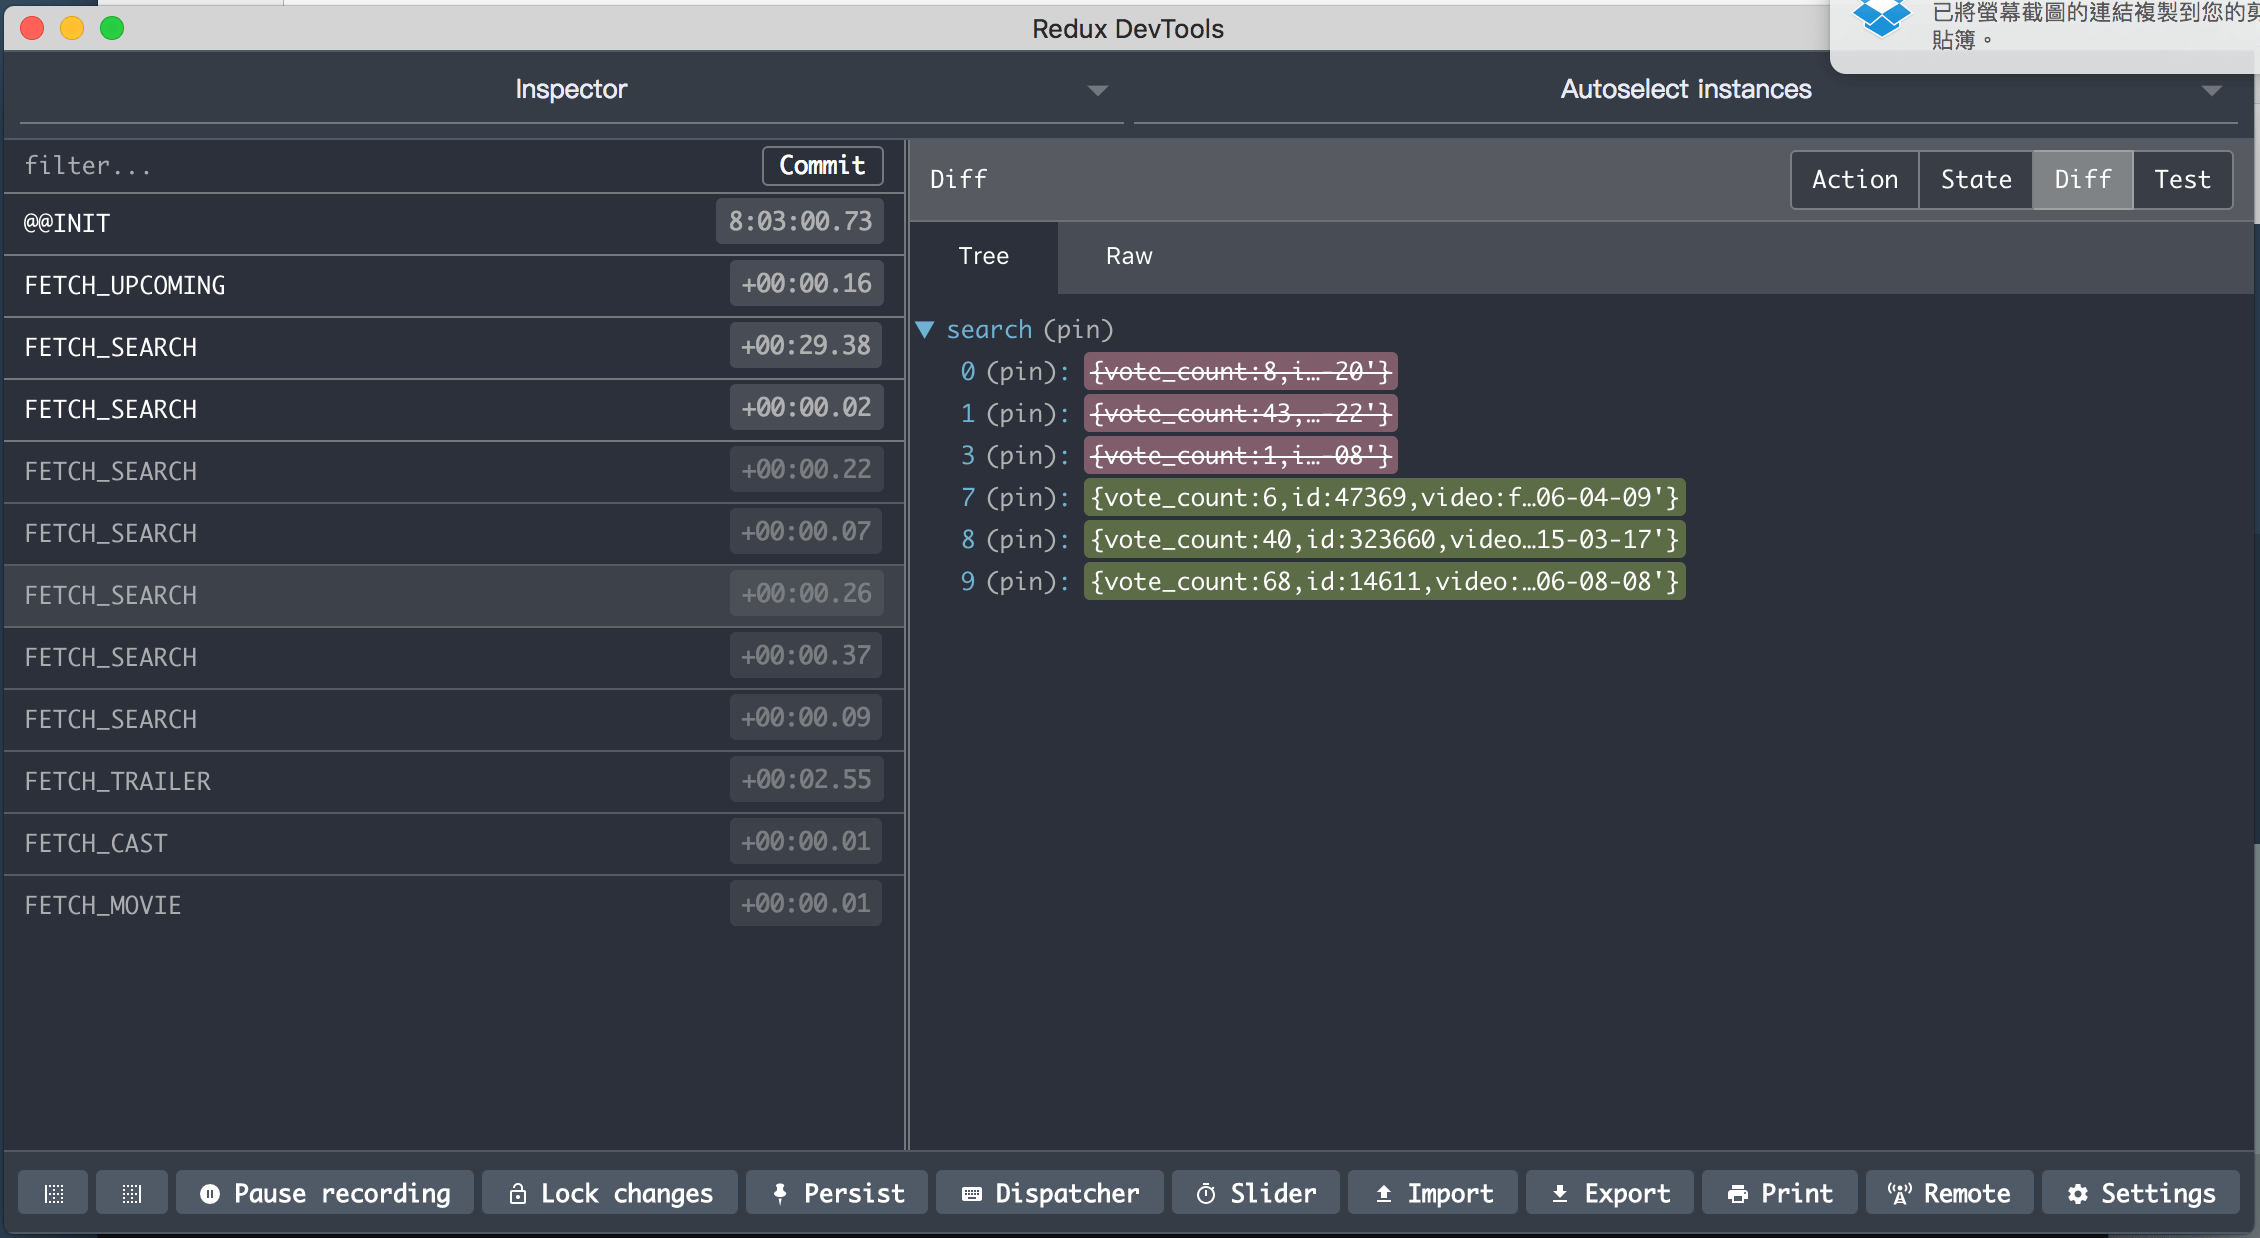 Redux DevTools
已將螢幕截圖的連結複製到您的剪
貼簿。
Inspector
Autoselect instances
filter...
Commit
@@INIT
8:03:00.73
FETCH_UPCOMING
+00:00.16
FETCH_SEARCH
+00:29.38
FETCH_SEARCH
+00:00.02
FETCH_SEARCH
+00:00.22
FETCH_SEARCH
+00:00.07
FETCH_SEARCH
+00:00.26
FETCH_SEARCH
+00:00.37
FETCH_SEARCH
+00:00.09
FETCH_TRAILER
+00:02.55
FETCH_CAST
+00:00.01
FETCH_MOVIE
+00:00.01
Diff
Action
State
Diff
Test
Tree
Raw
search (pin)
0 (pin): {vote_count:8,i…-20'}
1 (pin): {vote_count:43,…-22'}
3 (pin): {vote_count:1,i…-08'}
7 (pin): {vote_count:6,id:47369,video:f…06-04-09'}
8 (pin): {vote_count:40,id:323660,video…15-03-17'}
9 (pin): {vote_count:68,id:14611,video:…06-08-08'}
Pause recording
Lock changes
Persist
Dispatcher
Slider
Import
Export
Print
Remote
Settings